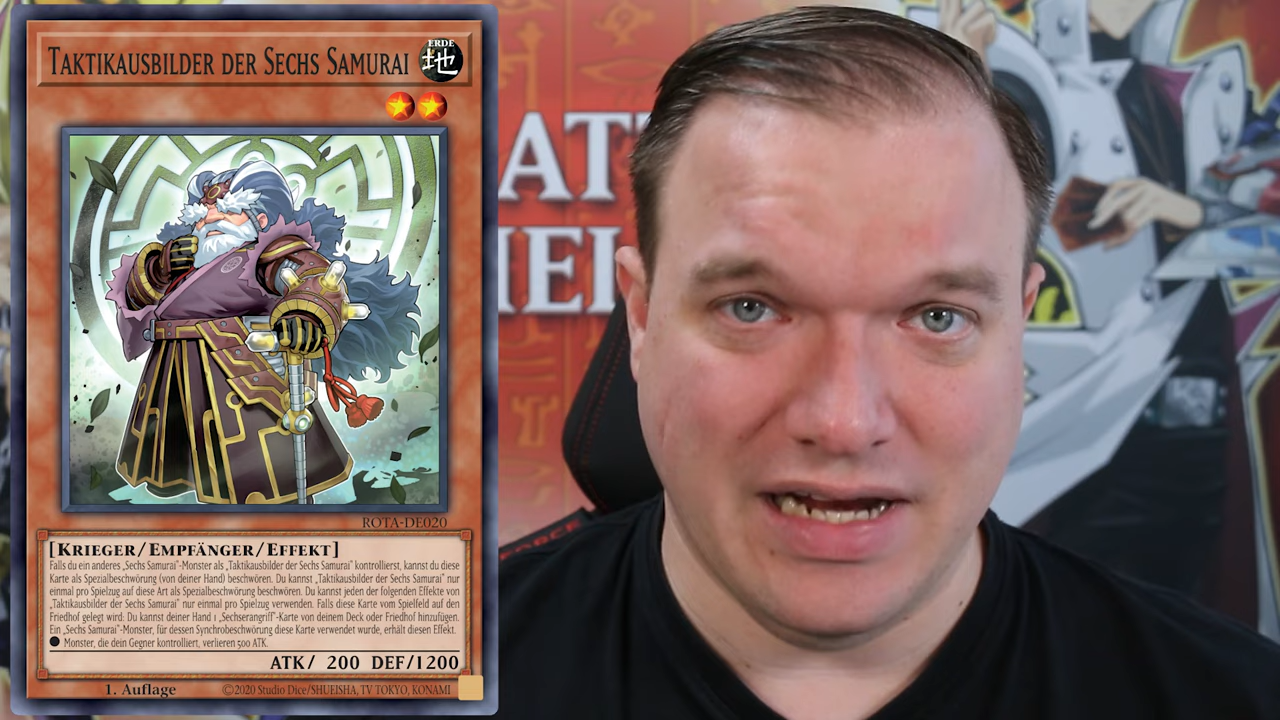 TAKTIKAUSBILDER DER SECHS SAMURAI
ERDE
地
ROTA-DE020
[KRIEGER/EMPFÄNGER/EFFEKT]
Falls du ein anderes „Sechs Samurai"-Monster als „Taktikausbilder der Sechs Samurai" kontrollierst, kannst du diese
Karte als Spezialbeschwörung (von deiner Hand) beschwören. Du kannst „Taktikausbilder der Sechs Samurai" nur
einmal pro Spielzug auf diese Art als Spezialbeschwörung beschwören. Du kannst jeden der folgenden Effekte von
„Taktikausbilder der Sechs Samurai" nur einmal pro Spielzug verwenden. Falls diese Karte vom Spielfeld auf den
Friedhof gelegt wird: Du kannst deiner Hand 1 „Sechserangriff"-Karte von deinem Deck oder Friedhof hinzufügen.
Ein „Sechs Samurai"-Monster, für dessen Synchrobeschwörung diese Karte verwendet wurde, erhält diesen Effekt.
● Monster, die dein Gegner kontrolliert, verlieren 500 ATK.
ATK/ 200 DEF/1200
1. Auflage
©2020 Studio Dice/SHUEISHA, TV TOKYO, KONAMI